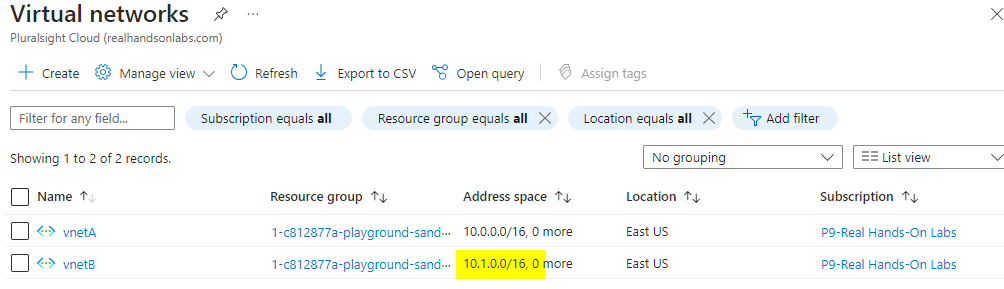 Virtual networks
Pluralsight Cloud (realhandsonlabs.com)
Create Manage view Refresh Export to CSV Open query Assign tags
Filter for any field... Subscription equals all Resource group equals all Location equals all Add filter
Showing 1 to 2 of 2 records. No grouping List view
Name Resource group Address space Location Subscription
vnetA 1-c812877a-playground-sand... 10.0.0.0/16, 0 more East US P9-Real Hands-On Labs
vnetB 1-c812877a-playground-sand... 10.1.0.0/16, 0 more East US P9-Real Hands-On Labs